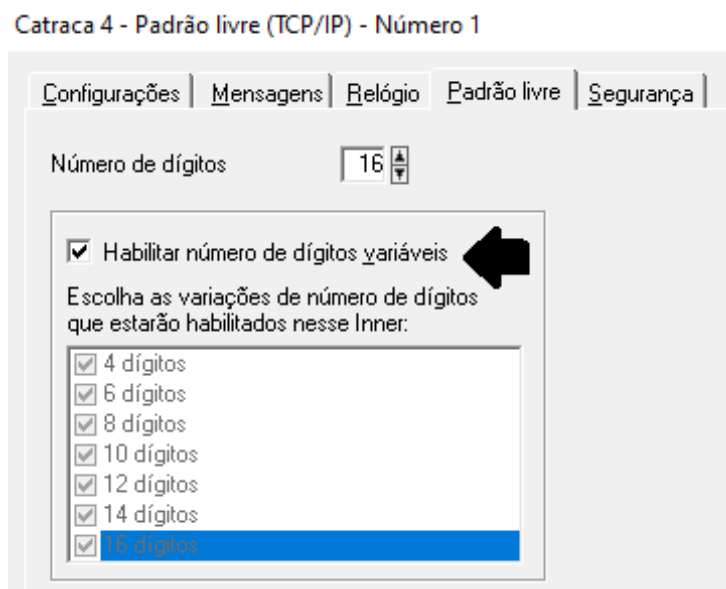 Catraca 4 - Padrão livre (TCP/IP) - Número 1
Configurações Mensagens Relógio Padrão livre Segurança
Número de dígitos 16
Habilitar número de dígitos variáveis
Escolha as variações de número de dígitos
que estarão habilitados nesse Inner:
4 dígitos
6 dígitos
8 dígitos
10 dígitos
12 dígitos
14 dígitos
16 dígitos